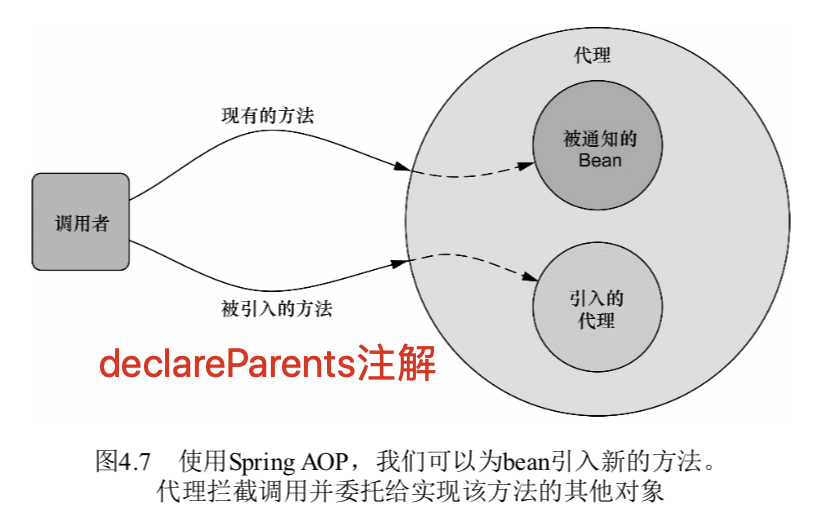 代理
现有的方法
被通知的
Bean
调用者
引入的
代理
被引入的方法
declareParents注解
图4.7 使用Spring AOP，我们可以为bean引入新的方法。
代理拦截调用并委托给实现该方法的其他对象